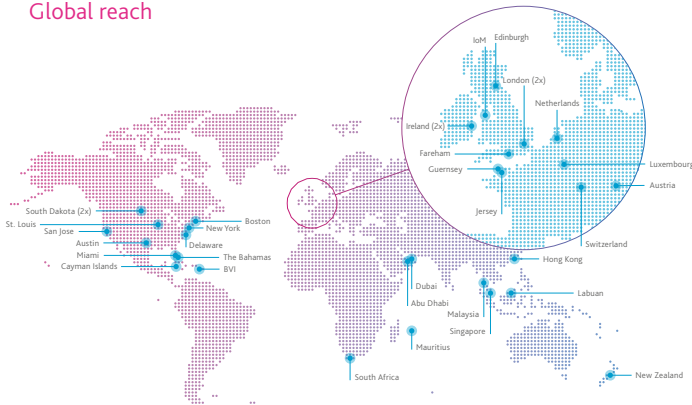 Global reach
IoM
Edinburgh
London (2x)
Netherlands
Ireland (2x)
Fareham
Guernsey
Jersey
Luxembourg
Austria
Switzerland
South Dakota (2x)
St. Louis
San Jose
Austin
Miami
Cayman Islands
Boston
New York
Delaware
The Bahamas
BVI
Dubai
Abu Dhabi
Hong Kong
Labuan
Malaysia
Singapore
Mauritius
South Africa
New Zealand